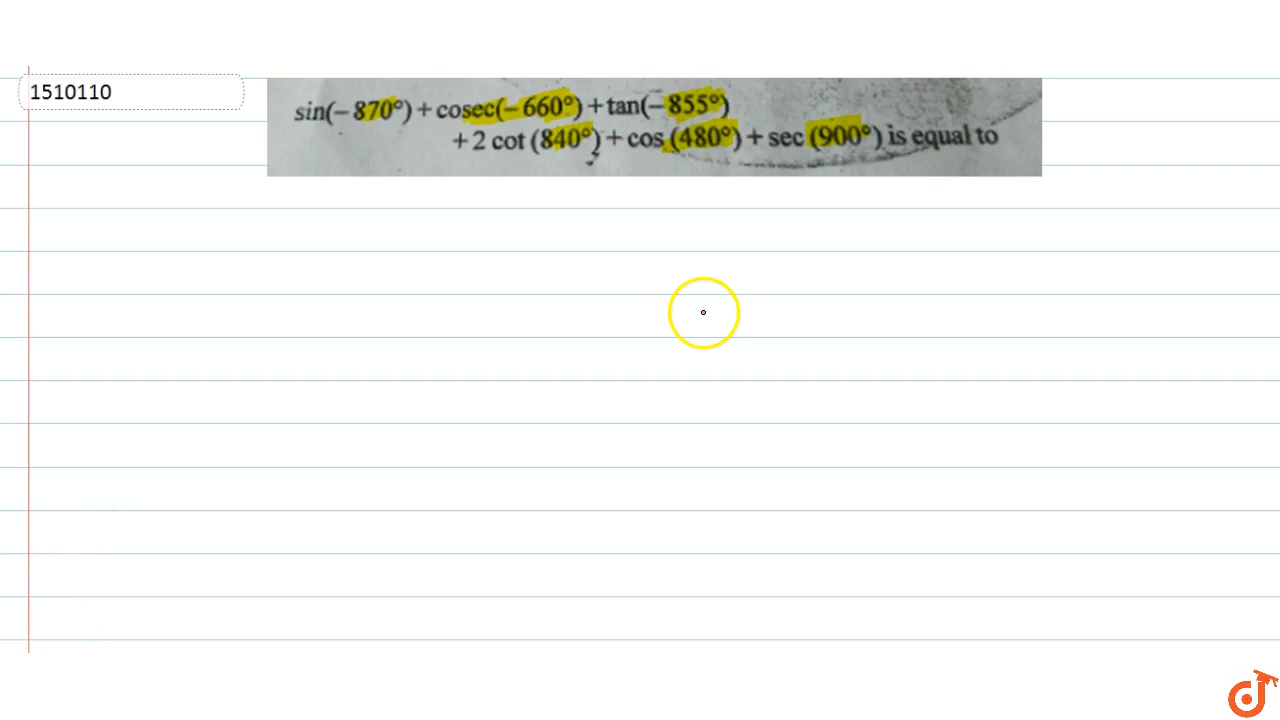 1510110
sin(−870°) + cosec(−660°) + tan(−855°)
+ 2 cot (840°) + cos (480°) + sec (900°) is equal to